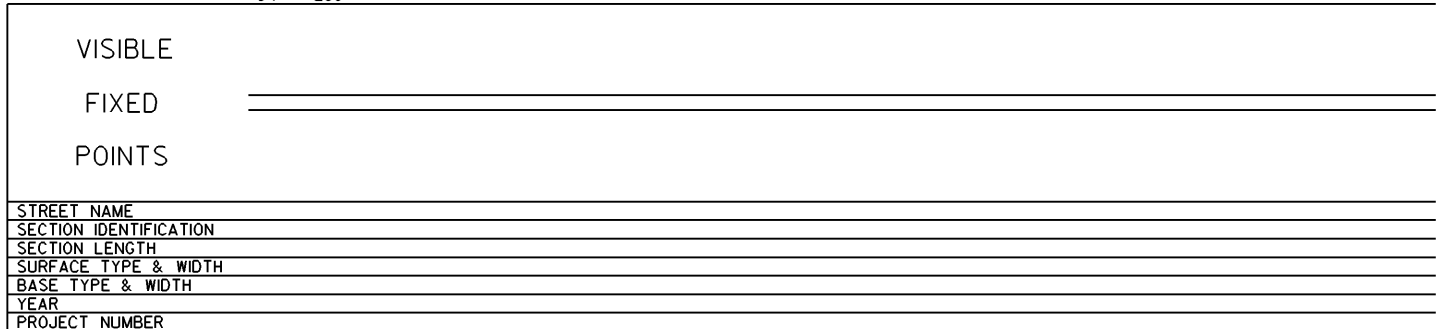 VISIBLE
FIXED
POINTS
STREET NAME
SECTION IDENTIFICATION
SECTION LENGTH
SURFACE TYPE & WIDTH
BASE TYPE & WIDTH
YEAR
PROJECT NUMBER